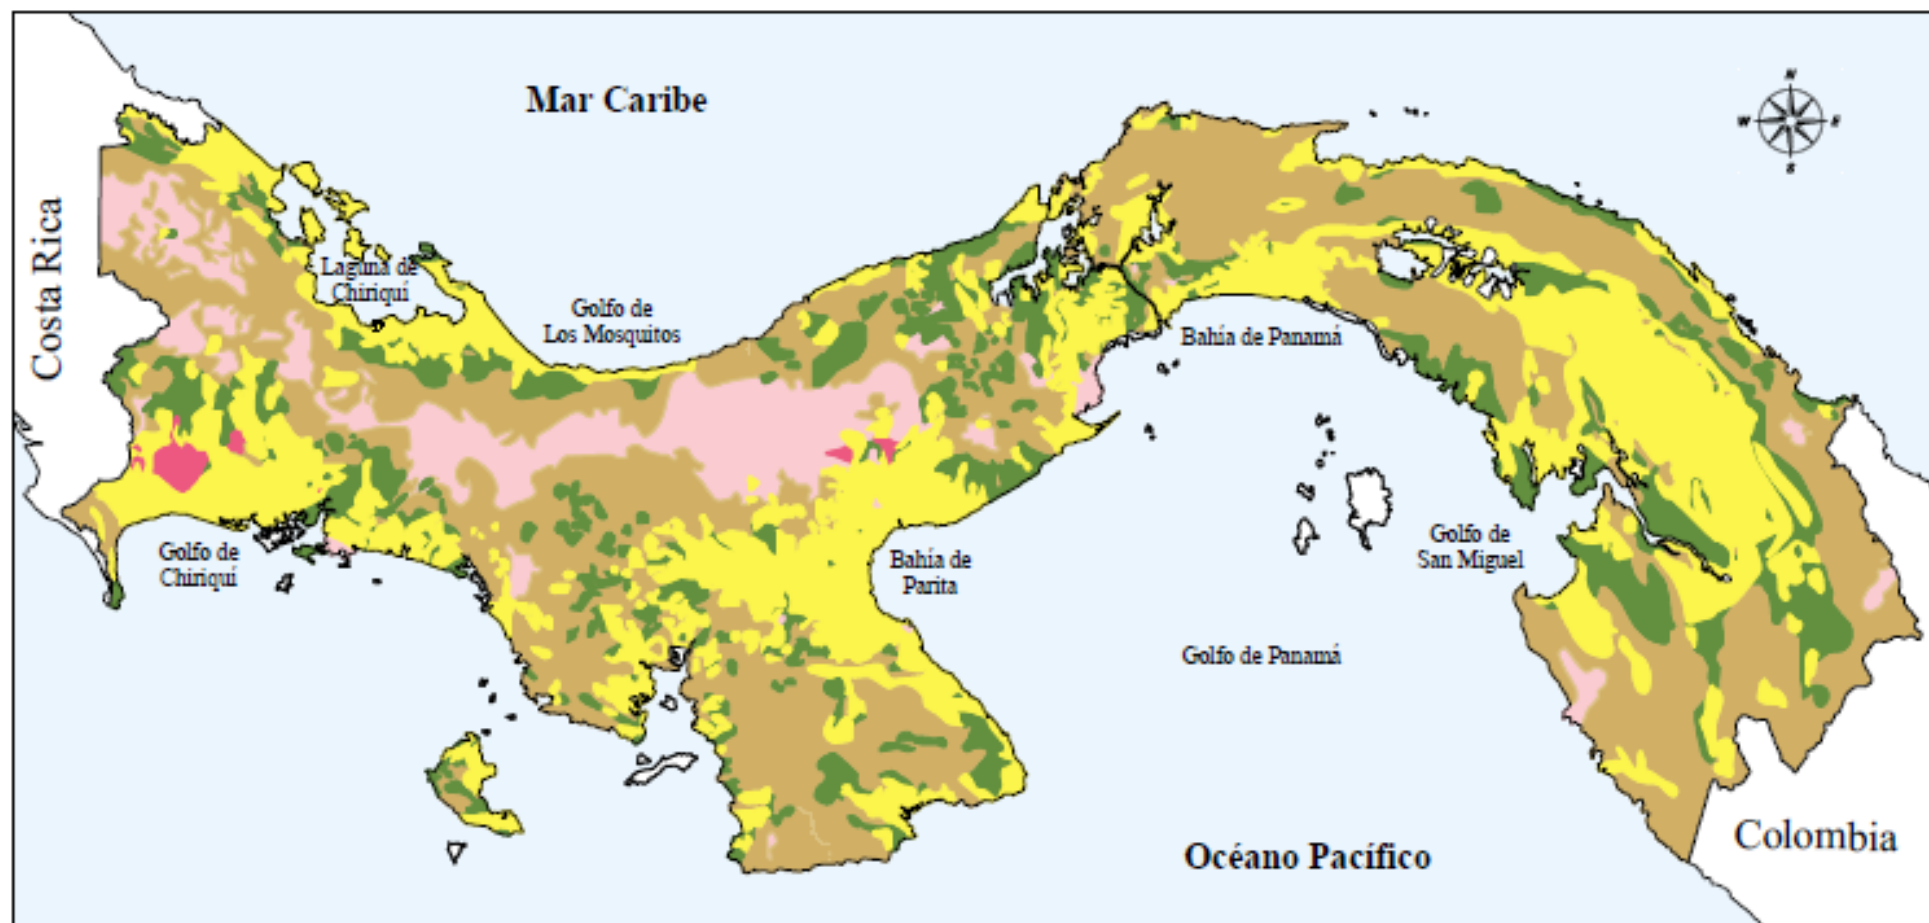 Mar Caribe
N
W
E
S
Costa Rica
Laguna de
Chiriquí
Golfo de
Los Mosquitos
Bahía de Panamá
Golfo de
Chiriquí
Bahía de
Parita
Golfo de
San Miguel
Golfo de Panamá
Océano Pacífico
Colombia